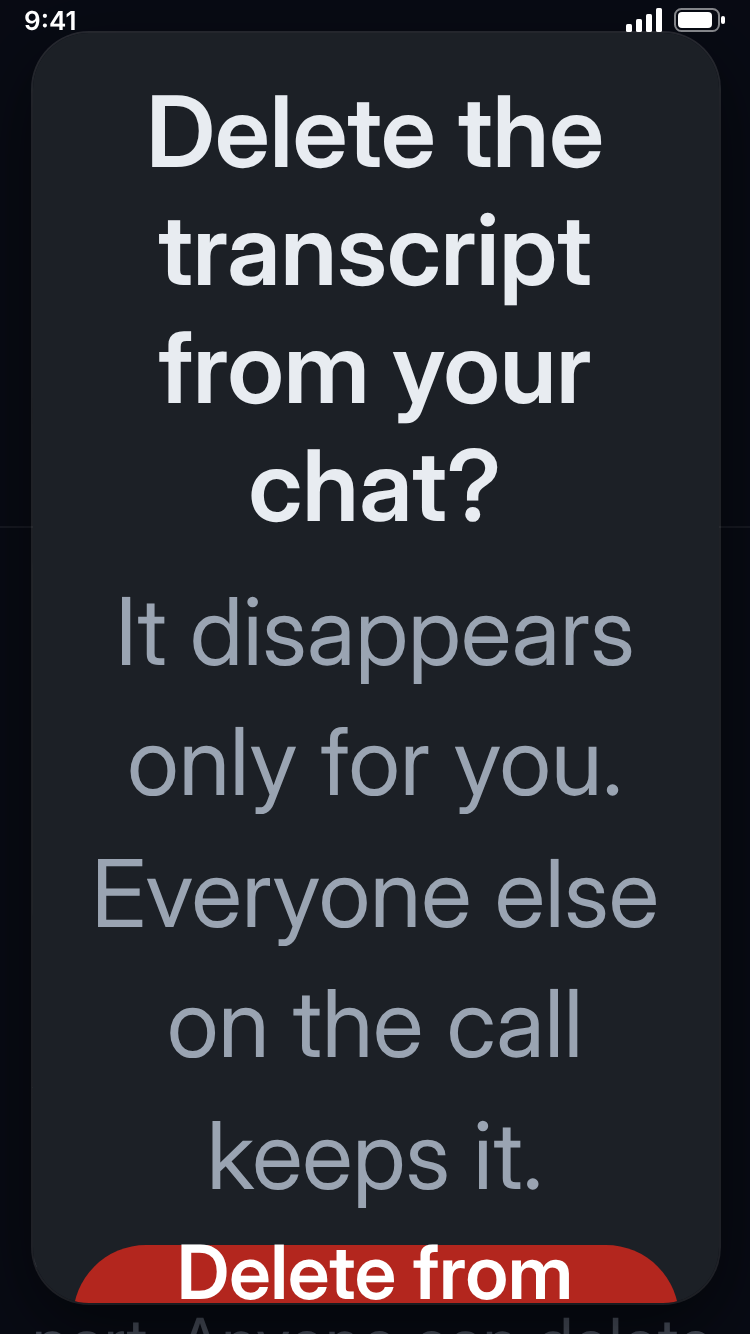 9:41
Delete the
transcript
from your
chat?
It disappears
only for you.
Everyone else
on the call
keeps it.
Delete from